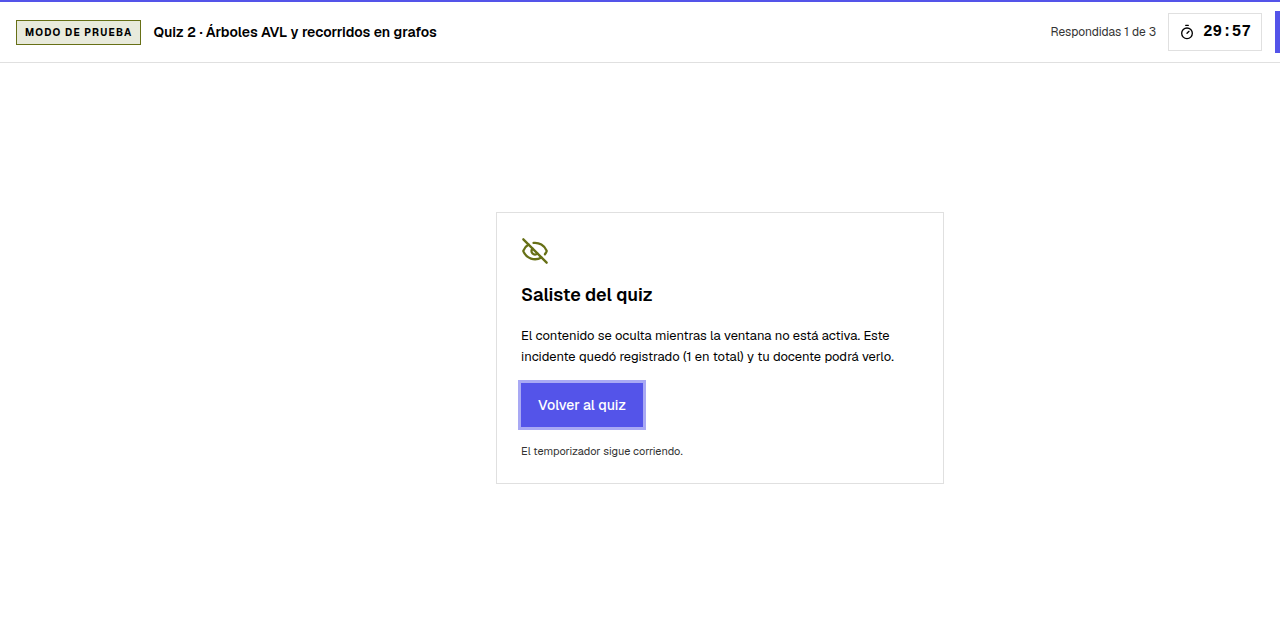 MODO DE PRUEBA
Quiz 2 · Árboles AVL y recorridos en grafos
Respondidas 1 de 3
29:57
Saliste del quiz
El contenido se oculta mientras la ventana no está activa. Este
incidente quedó registrado (1 en total) y tu docente podrá verlo.
Volver al quiz
El temporizador sigue corriendo.